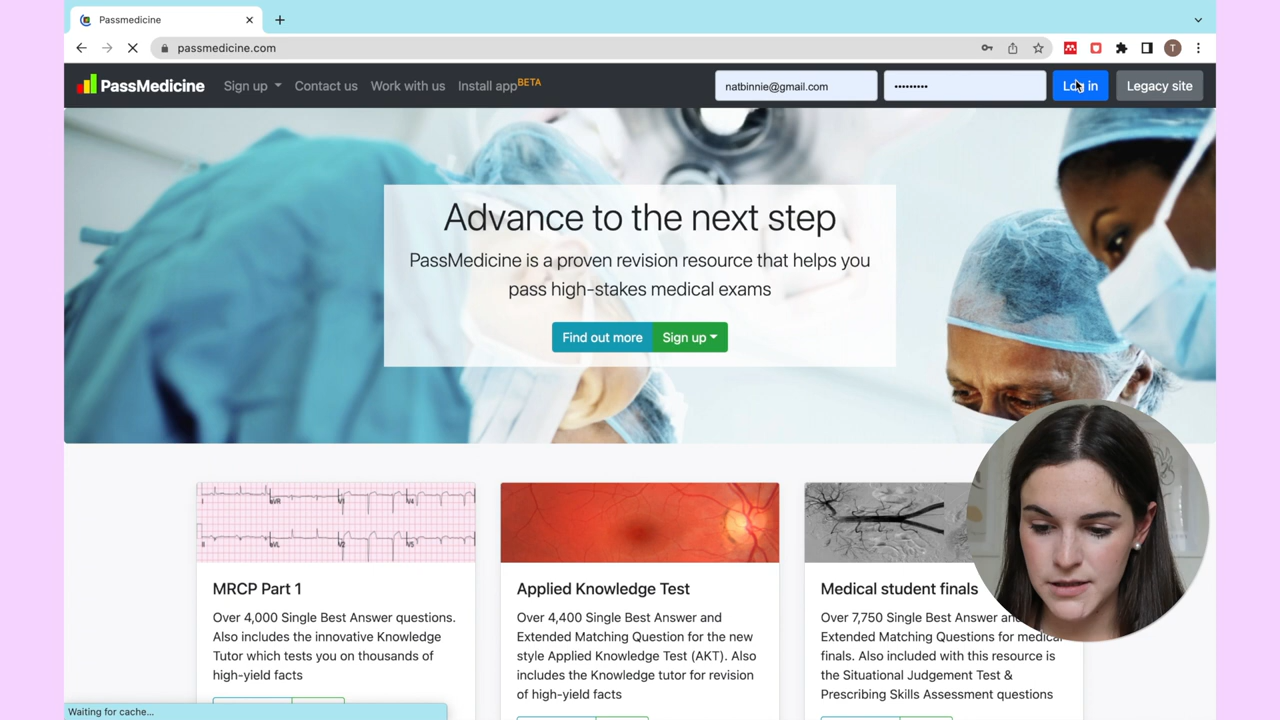 Passmedicine
passmedicine.com
T
PassMedicine Sign up Contact us Work with us Install app BETA natbinnie@gmail.com ••••••••• Log in Legacy site
Advance to the next step
PassMedicine is a proven revision resource that helps you
pass high-stakes medical exams
Find out more Sign up
MRCP Part 1
Over 4,000 Single Best Answer questions.
Also includes the innovative Knowledge
Tutor which tests you on thousands of
high-yield facts
Applied Knowledge Test
Over 4,400 Single Best Answer and
Extended Matching Question for the new
style Applied Knowledge Test (AKT). Also
includes the Knowledge tutor for revision
of high-yield facts
Medical student finals
Over 7,750 Single Best Answer and
Extended Matching Questions for medical
finals. Also included with this resource is
the Situational Judgement Test &
Prescribing Skills Assessment questions
Waiting for cache...